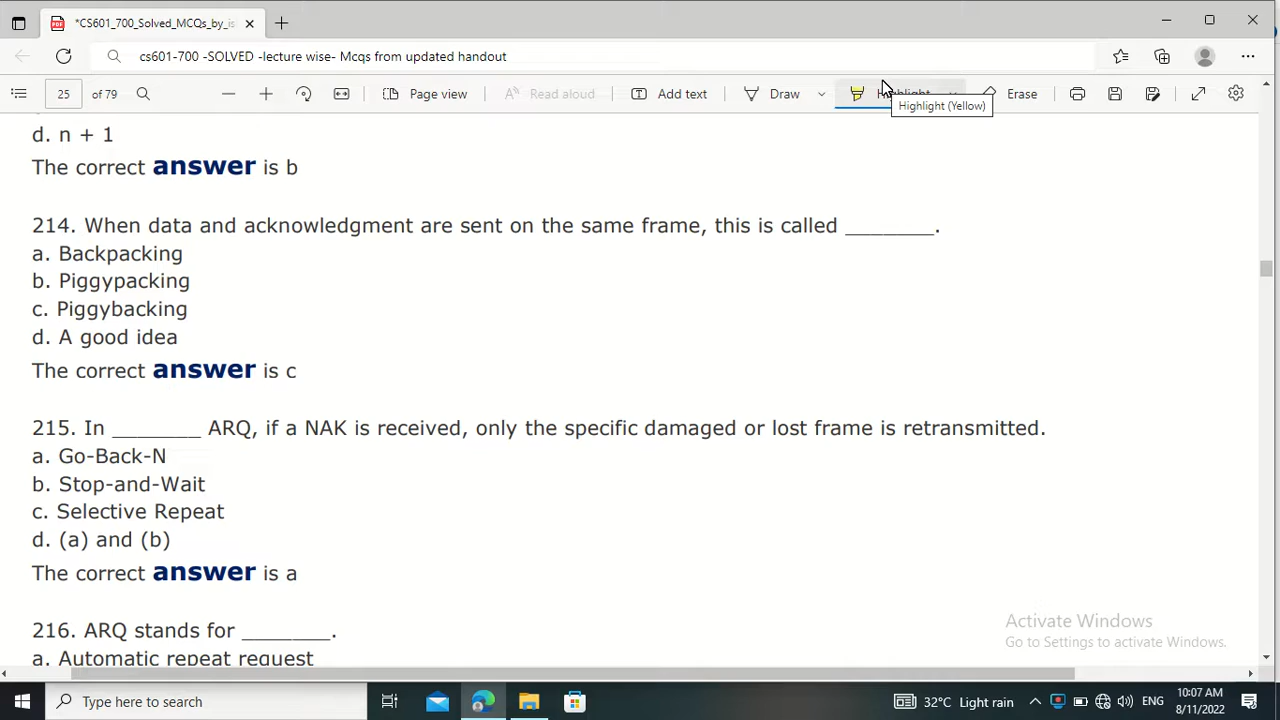 *CS601_700_Solved_MCQs_by_is
cs601-700 -SOLVED -lecture wise- Mcqs from updated handout
25 of 79 Page view Read aloud Add text Draw Highlight Erase
Highlight (Yellow)
d. n + 1
The correct answer is b
214. When data and acknowledgment are sent on the same frame, this is called _______.
a. Backpacking
b. Piggypacking
c. Piggybacking
d. A good idea
The correct answer is c
215. In _______ ARQ, if a NAK is received, only the specific damaged or lost frame is retransmitted.
a. Go-Back-N
b. Stop-and-Wait
c. Selective Repeat
d. (a) and (b)
The correct answer is a
216. ARQ stands for _______.
a. Automatic repeat request
Activate Windows
Go to Settings to activate Windows.
Type here to search
32°C Light rain
ENG
10:07 AM
8/11/2022